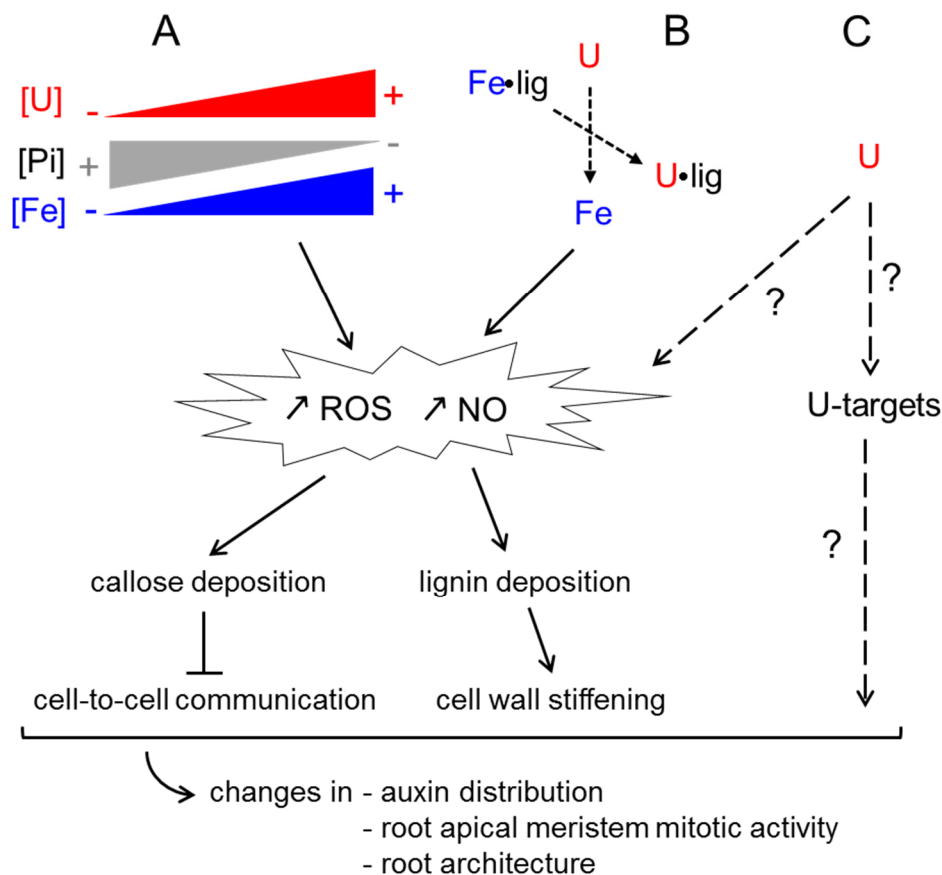 A
B
C
[U] - +
[Pi] + -
[Fe] - +
Fe•lig
U
U•lig
Fe
U
?
?
↗ ROS ↗ NO
U-targets
?
callose deposition
lignin deposition
cell-to-cell communication
cell wall stiffening
changes in - auxin distribution
- root apical meristem mitotic activity
- root architecture